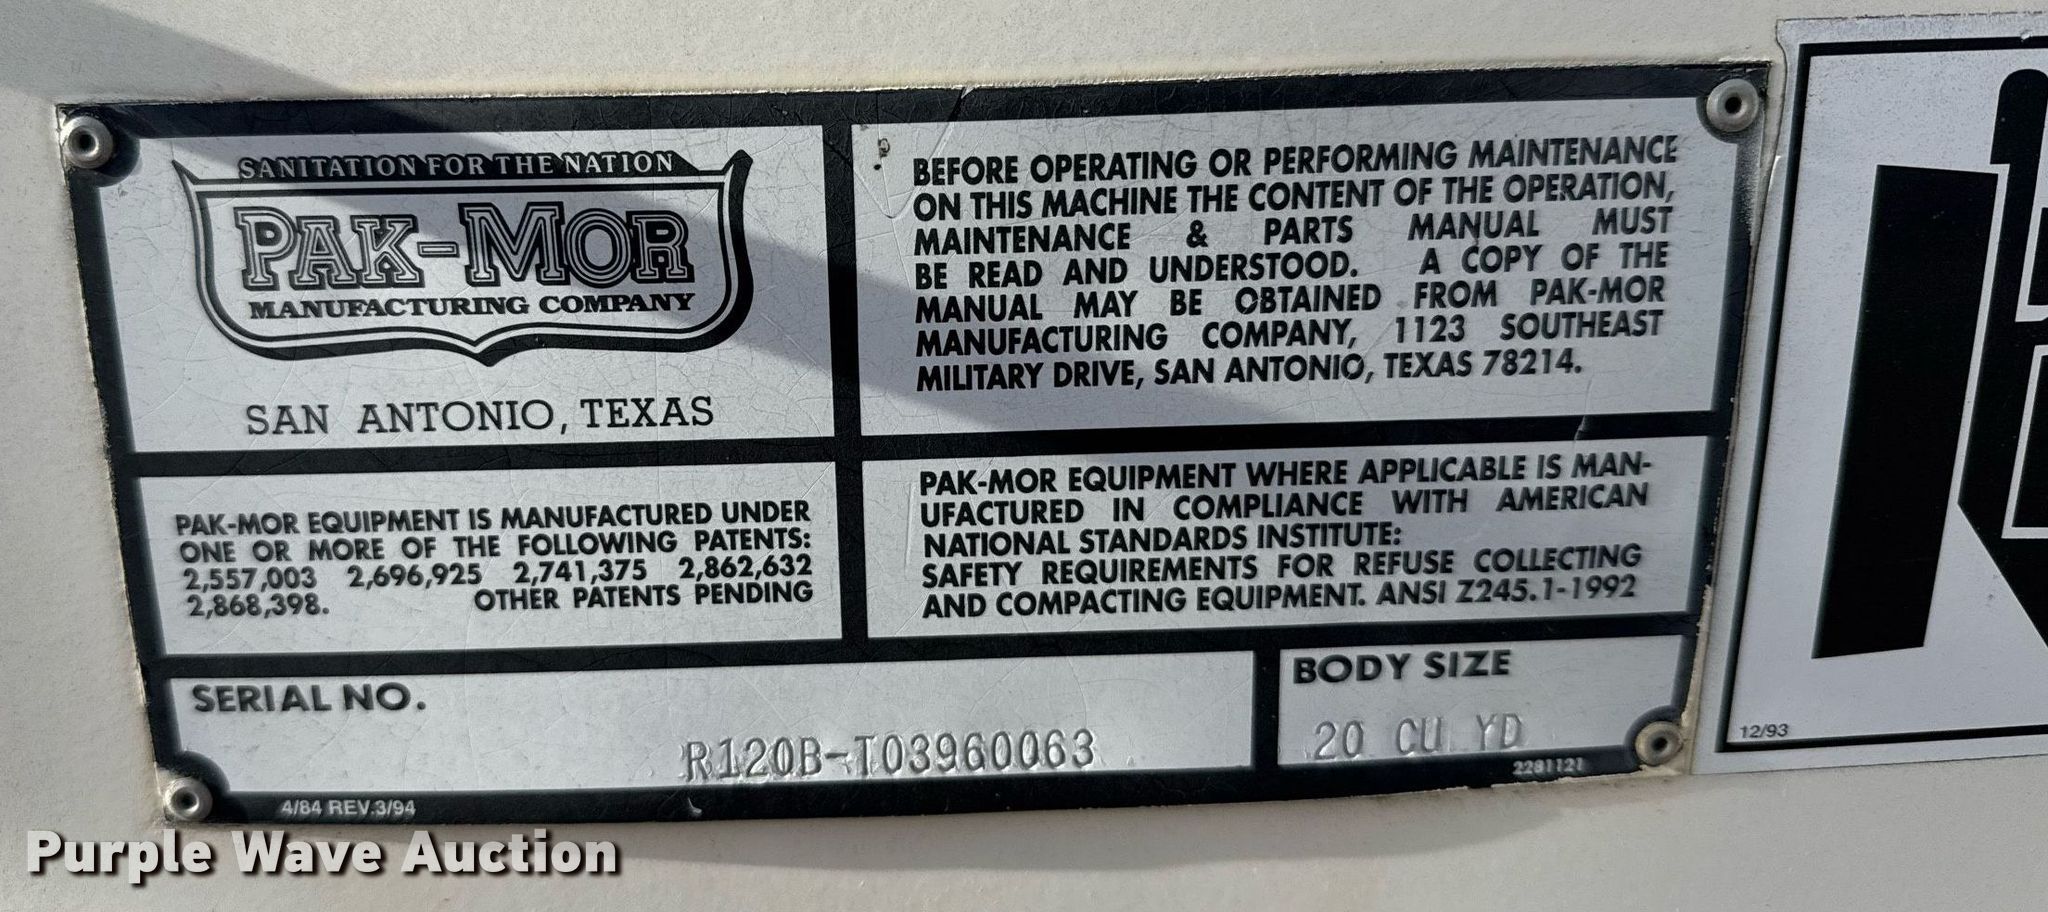 SANITATION FOR THE NATION
PAK-MOR
MANUFACTURING COMPANY
SAN ANTONIO, TEXAS
BEFORE OPERATING OR PERFORMING MAINTENANCE
ON THIS MACHINE THE CONTENT OF THE OPERATION,
MAINTENANCE & PARTS MANUAL MUST
BE READ AND UNDERSTOOD. A COPY OF THE
MANUAL MAY BE OBTAINED FROM PAK-MOR
MANUFACTURING COMPANY, 1123 SOUTHEAST
MILITARY DRIVE, SAN ANTONIO, TEXAS 78214.
PAK-MOR EQUIPMENT IS MANUFACTURED UNDER
ONE OR MORE OF THE FOLLOWING PATENTS:
2,557,003 2,696,925 2,741,375 2,862,632
2,868,398. OTHER PATENTS PENDING
PAK-MOR EQUIPMENT WHERE APPLICABLE IS MAN-
UFACTURED IN COMPLIANCE WITH AMERICAN
NATIONAL STANDARDS INSTITUTE:
SAFETY REQUIREMENTS FOR REFUSE COLLECTING
AND COMPACTING EQUIPMENT. ANSI Z245.1-1992
SERIAL NO.
R120B-T03960063
BODY SIZE
20 CU YD
4/84 REV.3/94
2281121
12/93
Purple Wave Auction